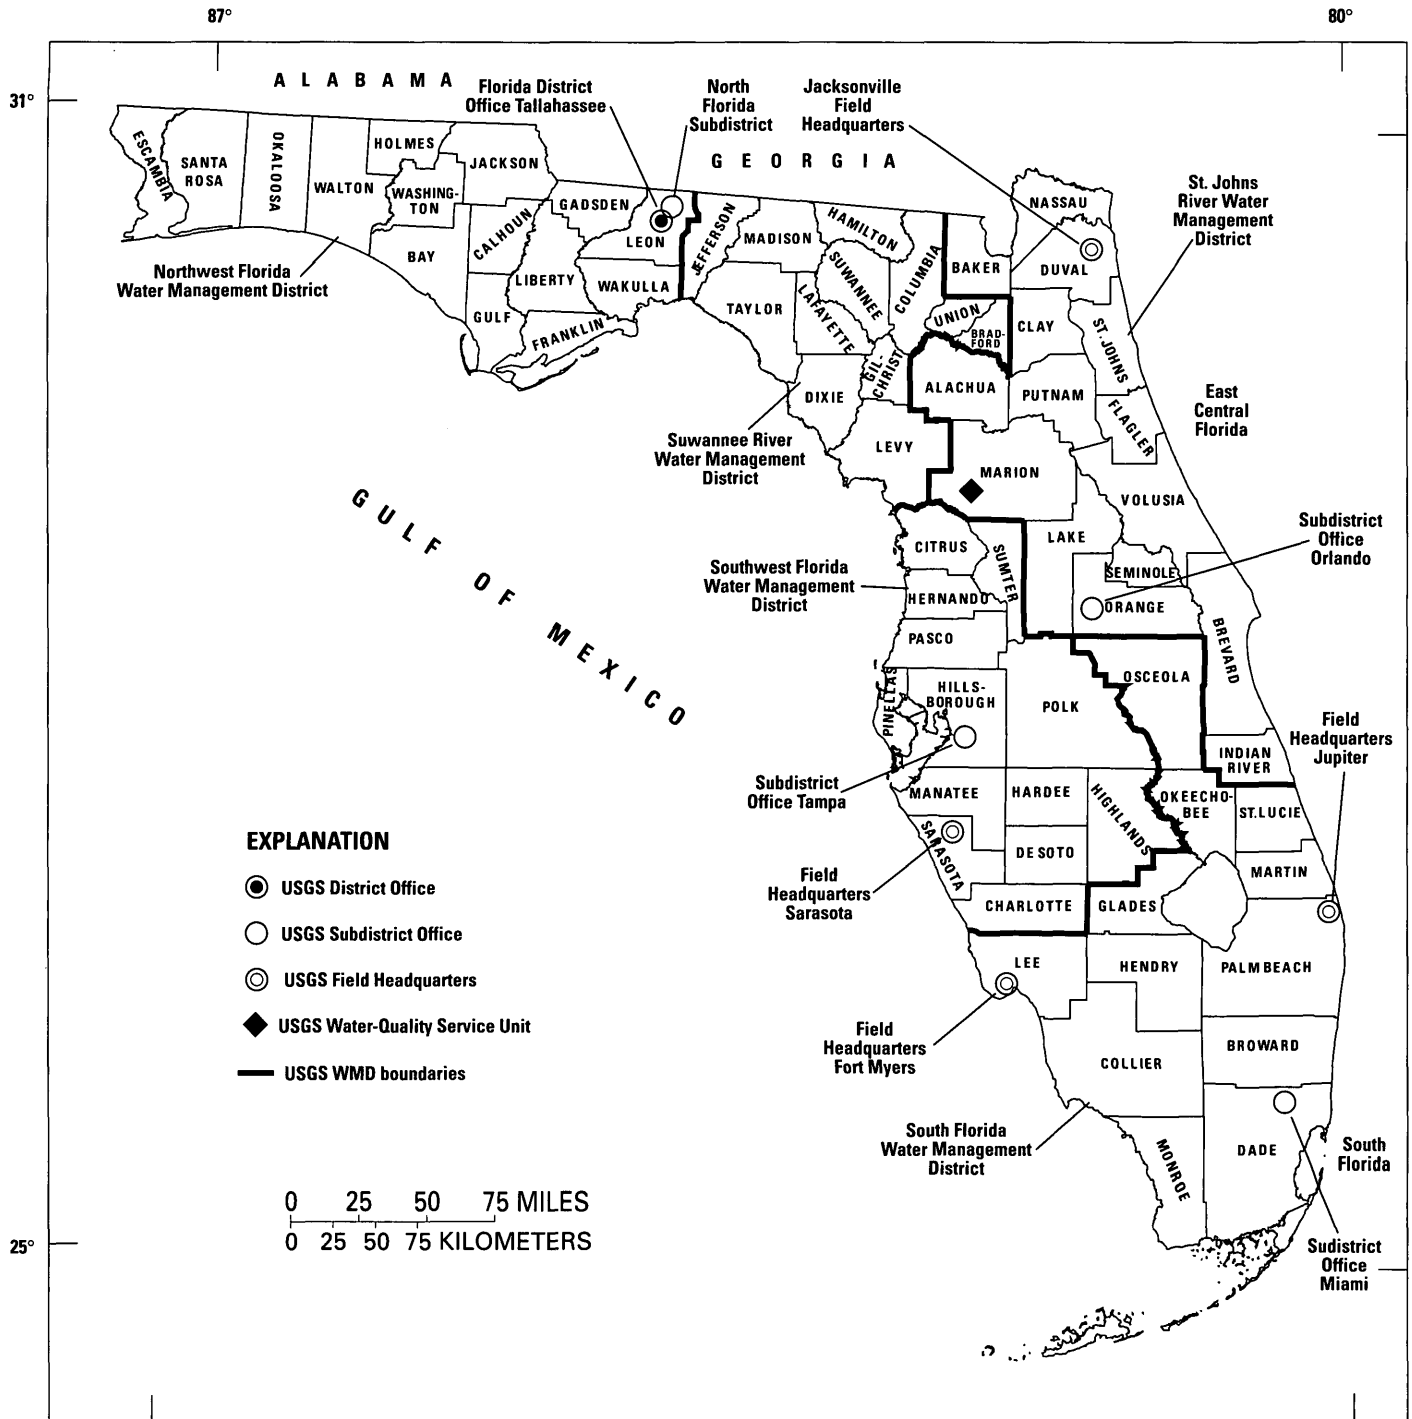 87°
80°
31°
ALABAMA
Florida District
Office Tallahassee
North
Florida
Subdistrict
Jacksonville
Field
Headquarters
GEORGIA
St. Johns
River Water
Management
District
ESCAMBIA
SANTA
ROSA
OKALOOSA
WALTON
HOLMES
WASHING-
TON
JACKSON
BAY
CALHOUN
GULF
LIBERTY
GADSDEN
FRANKLIN
LEON
WAKULLA
JEFFERSON
MADISON
TAYLOR
HAMILTON
SUWANNEE
LAFAYETTE
COLUMBIA
BAKER
NASSAU
DUVAL
UNION
BRAD-
FORD
CLAY
ST. JOHNS
GIL-
CHRIST
DIXIE
ALACHUA
PUTNAM
FLAGLER
LEVY
MARION
VOLUSIA
Northwest Florida
Water Management District
Suwannee River
Water Management
District
East
Central
Florida
GULF OF MEXICO
Subdistrict
Office
Orlando
Southwest Florida
Water Management
District
CITRUS
SUMTER
LAKE
SEMINOLE
ORANGE
HERNANDO
PASCO
BREVARD
OSCEOLA
PINELLAS
HILLS-
BOROUGH
POLK
INDIAN
RIVER
Field
Headquarters
Jupiter
Subdistrict
Office Tampa
MANATEE
HARDEE
HIGHLANDS
OKEECHO-
BEE
ST. LUCIE
SARASOTA
DESOTO
MARTIN
Field
Headquarters
Sarasota
CHARLOTTE
GLADES
LEE
HENDRY
PALM BEACH
Field
Headquarters
Fort Myers
COLLIER
BROWARD
South Florida
Water Management
District
MONROE
DADE
South
Florida
Sudistrict
Office
Miami
EXPLANATION
USGS District Office
USGS Subdistrict Office
USGS Field Headquarters
USGS Water-Quality Service Unit
USGS WMD boundaries
0 25 50 75 MILES
0 25 50 75 KILOMETERS
25°